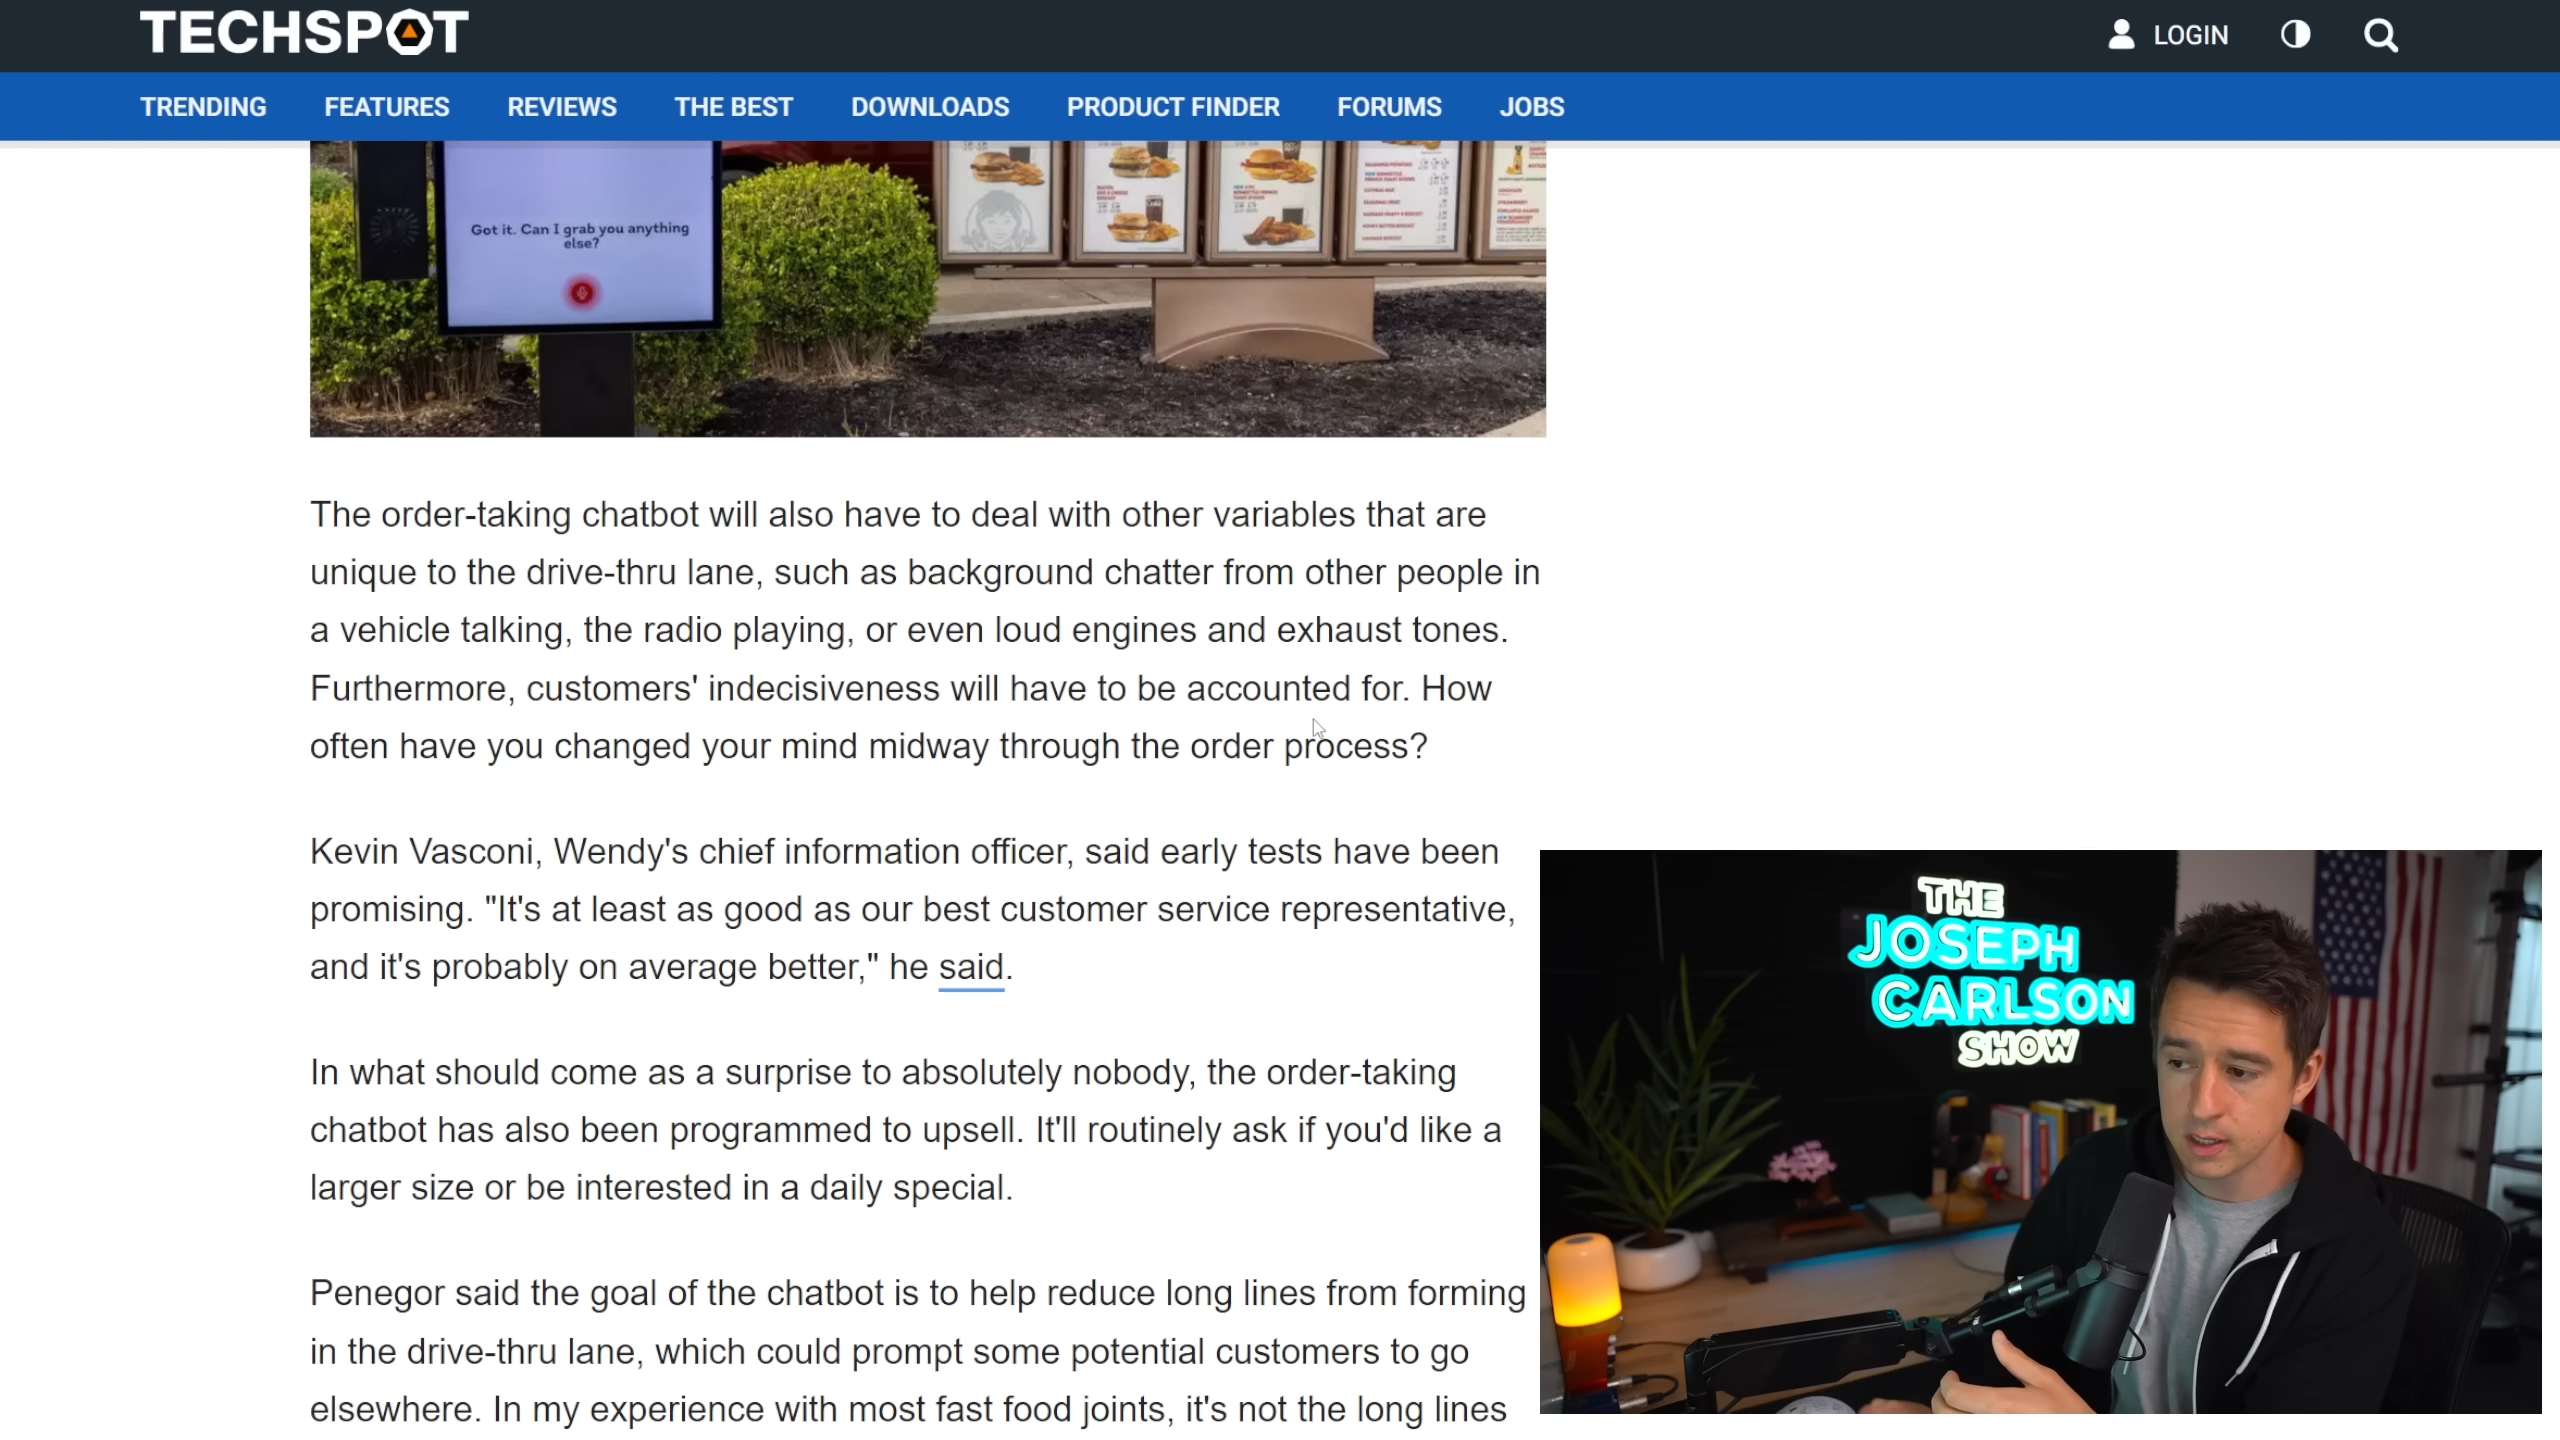 TECHSPOT
LOGIN
TRENDING FEATURES REVIEWS THE BEST DOWNLOADS PRODUCT FINDER FORUMS JOBS
Got it. Can I grab you anything
else?
The order-taking chatbot will also have to deal with other variables that are
unique to the drive-thru lane, such as background chatter from other people in
a vehicle talking, the radio playing, or even loud engines and exhaust tones.
Furthermore, customers' indecisiveness will have to be accounted for. How
often have you changed your mind midway through the order process?
Kevin Vasconi, Wendy's chief information officer, said early tests have been
promising. "It's at least as good as our best customer service representative,
and it's probably on average better," he said.
In what should come as a surprise to absolutely nobody, the order-taking
chatbot has also been programmed to upsell. It'll routinely ask if you'd like a
larger size or be interested in a daily special.
Penegor said the goal of the chatbot is to help reduce long lines from forming
in the drive-thru lane, which could prompt some potential customers to go
elsewhere. In my experience with most fast food joints, it's not the long lines
THE
JOSEPH
CARLSON
SHOW